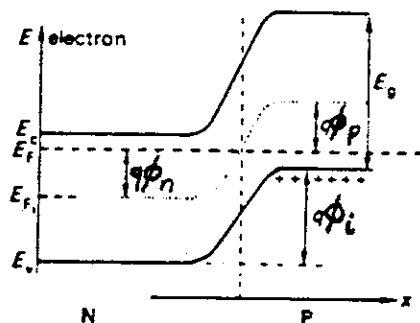 E electron
E_g
E_c
E_F
qϕ_p
qϕ_n
E_Fi
+ + + + + +
qϕ_i
E_v
x
N P